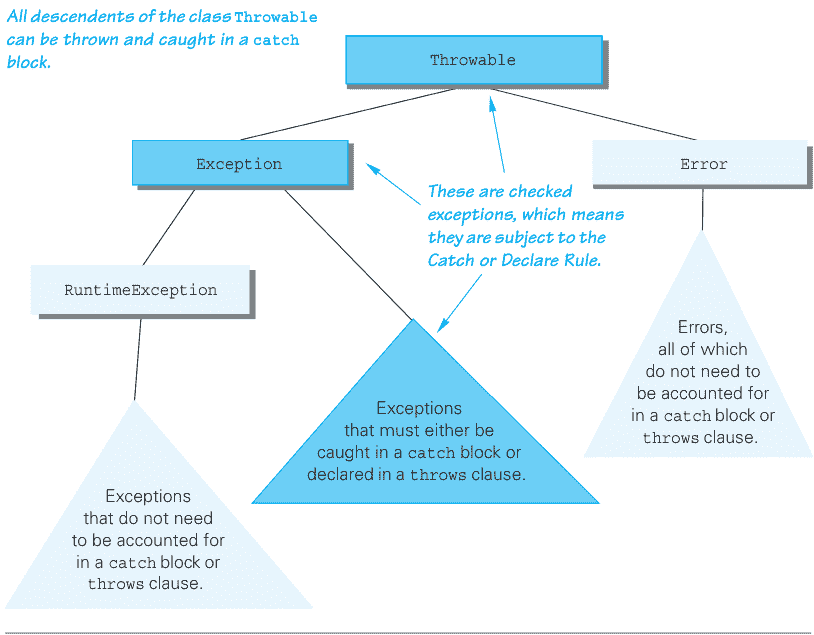 All descendents of the class Throwable
can be thrown and caught in a catch
block.
Throwable
Exception
Error
These are checked
exceptions, which means
they are subject to the
Catch or Declare Rule.
RuntimeException
Errors,
all of which
do not need to
be accounted for
in a catch block or
throws clause.
Exceptions
that must either be
caught in a catch block or
declared in a throws clause.
Exceptions
that do not need
to be accounted for
in a catch block or
throws clause.